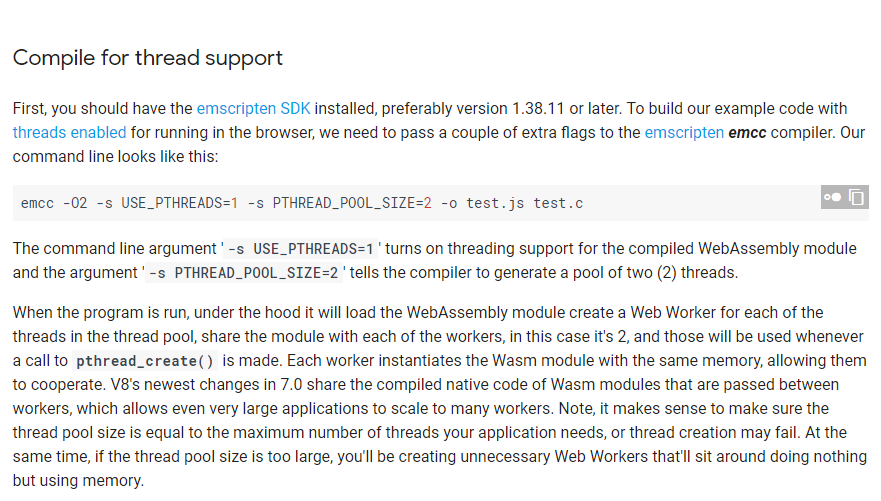 Compile for thread support
First, you should have the emscripten SDK installed, preferably version 1.38.11 or later. To build our example code with
threads enabled for running in the browser, we need to pass a couple of extra flags to the emscripten emcc compiler. Our
command line looks like this:
emcc -O2 -s USE_PTHREADS=1 -s PTHREAD_POOL_SIZE=2 -o test.js test.c
The command line argument '-s USE_PTHREADS=1' turns on threading support for the compiled WebAssembly module
and the argument '-s PTHREAD_POOL_SIZE=2' tells the compiler to generate a pool of two (2) threads.
When the program is run, under the hood it will load the WebAssembly module create a Web Worker for each of the
threads in the thread pool, share the module with each of the workers, in this case it's 2, and those will be used whenever
a call to pthread_create() is made. Each worker instantiates the Wasm module with the same memory, allowing them
to cooperate. V8's newest changes in 7.0 share the compiled native code of Wasm modules that are passed between
workers, which allows even very large applications to scale to many workers. Note, it makes sense to make sure the
thread pool size is equal to the maximum number of threads your application needs, or thread creation may fail. At the
same time, if the thread pool size is too large, you'll be creating unnecessary Web Workers that'll sit around doing nothing
but using memory.